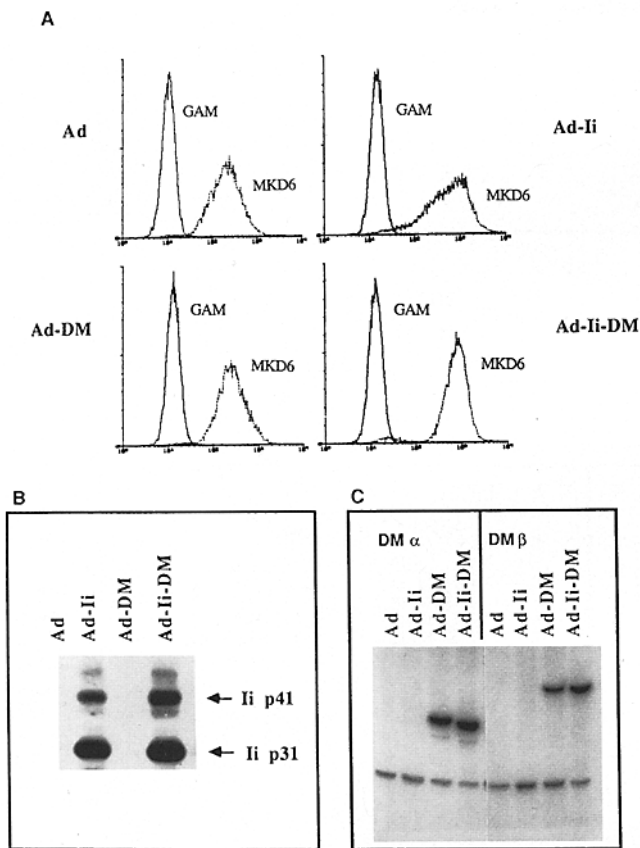 A
Ad
GAM
MKD6
GAM
MKD6
Ad-Ii
Ad-DM
GAM
MKD6
GAM
MKD6
Ad-Ii-DM
B
Ad
Ad-Ii
Ad-DM
Ad-Ii-DM
Ii p41
Ii p31
C
DM α
DM β
Ad
Ad-Ii
Ad-DM
Ad-Ii-DM
Ad
Ad-Ii
Ad-DM
Ad-Ii-DM